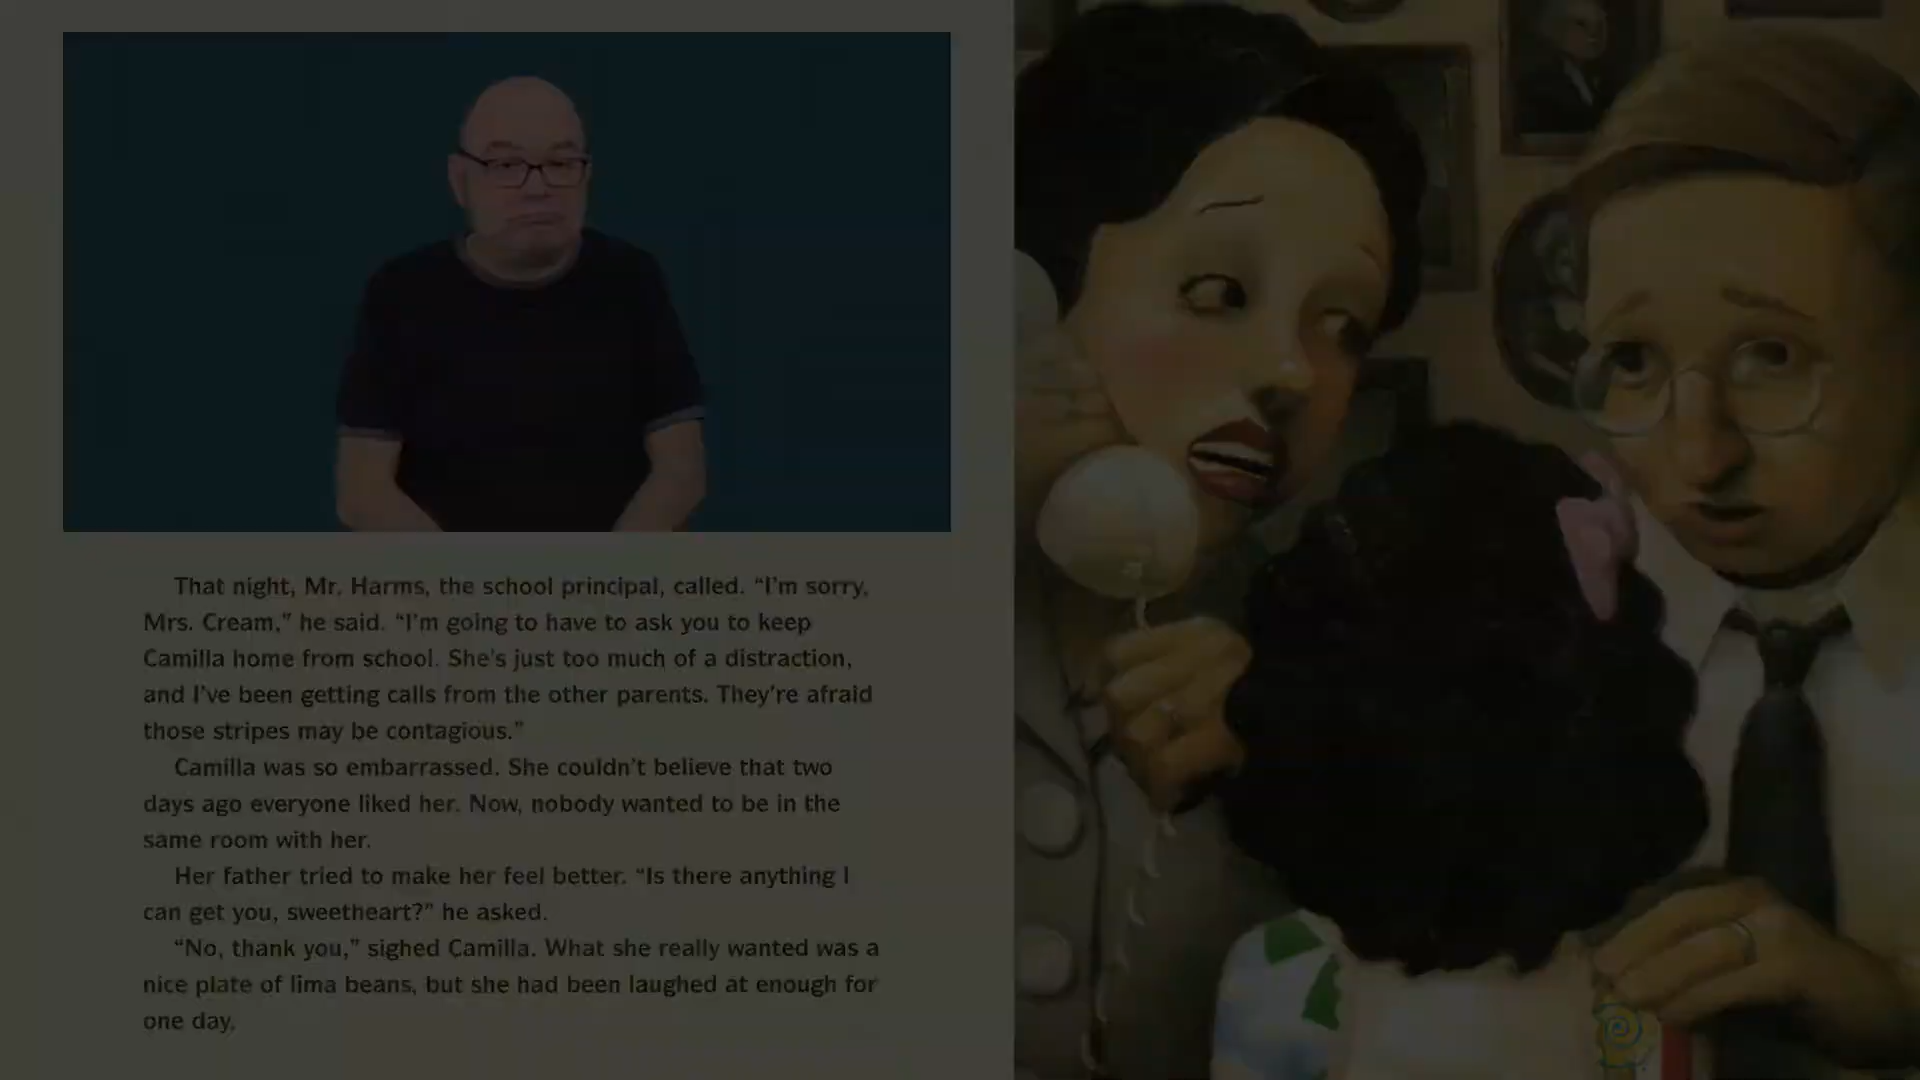 That night, Mr. Harms, the school principal, called. “I’m sorry,
Mrs. Cream,” he said. “I’m going to have to ask you to keep
Camilla home from school. She’s just too much of a distraction,
and I’ve been getting calls from the other parents. They’re afraid
those stripes may be contagious.”
Camilla was so embarrassed. She couldn’t believe that two
days ago everyone liked her. Now, nobody wanted to be in the
same room with her.
Her father tried to make her feel better. “Is there anything I
can get you, sweetheart?” he asked.
“No, thank you,” sighed Camilla. What she really wanted was a
nice plate of lima beans, but she had been laughed at enough for
one day.